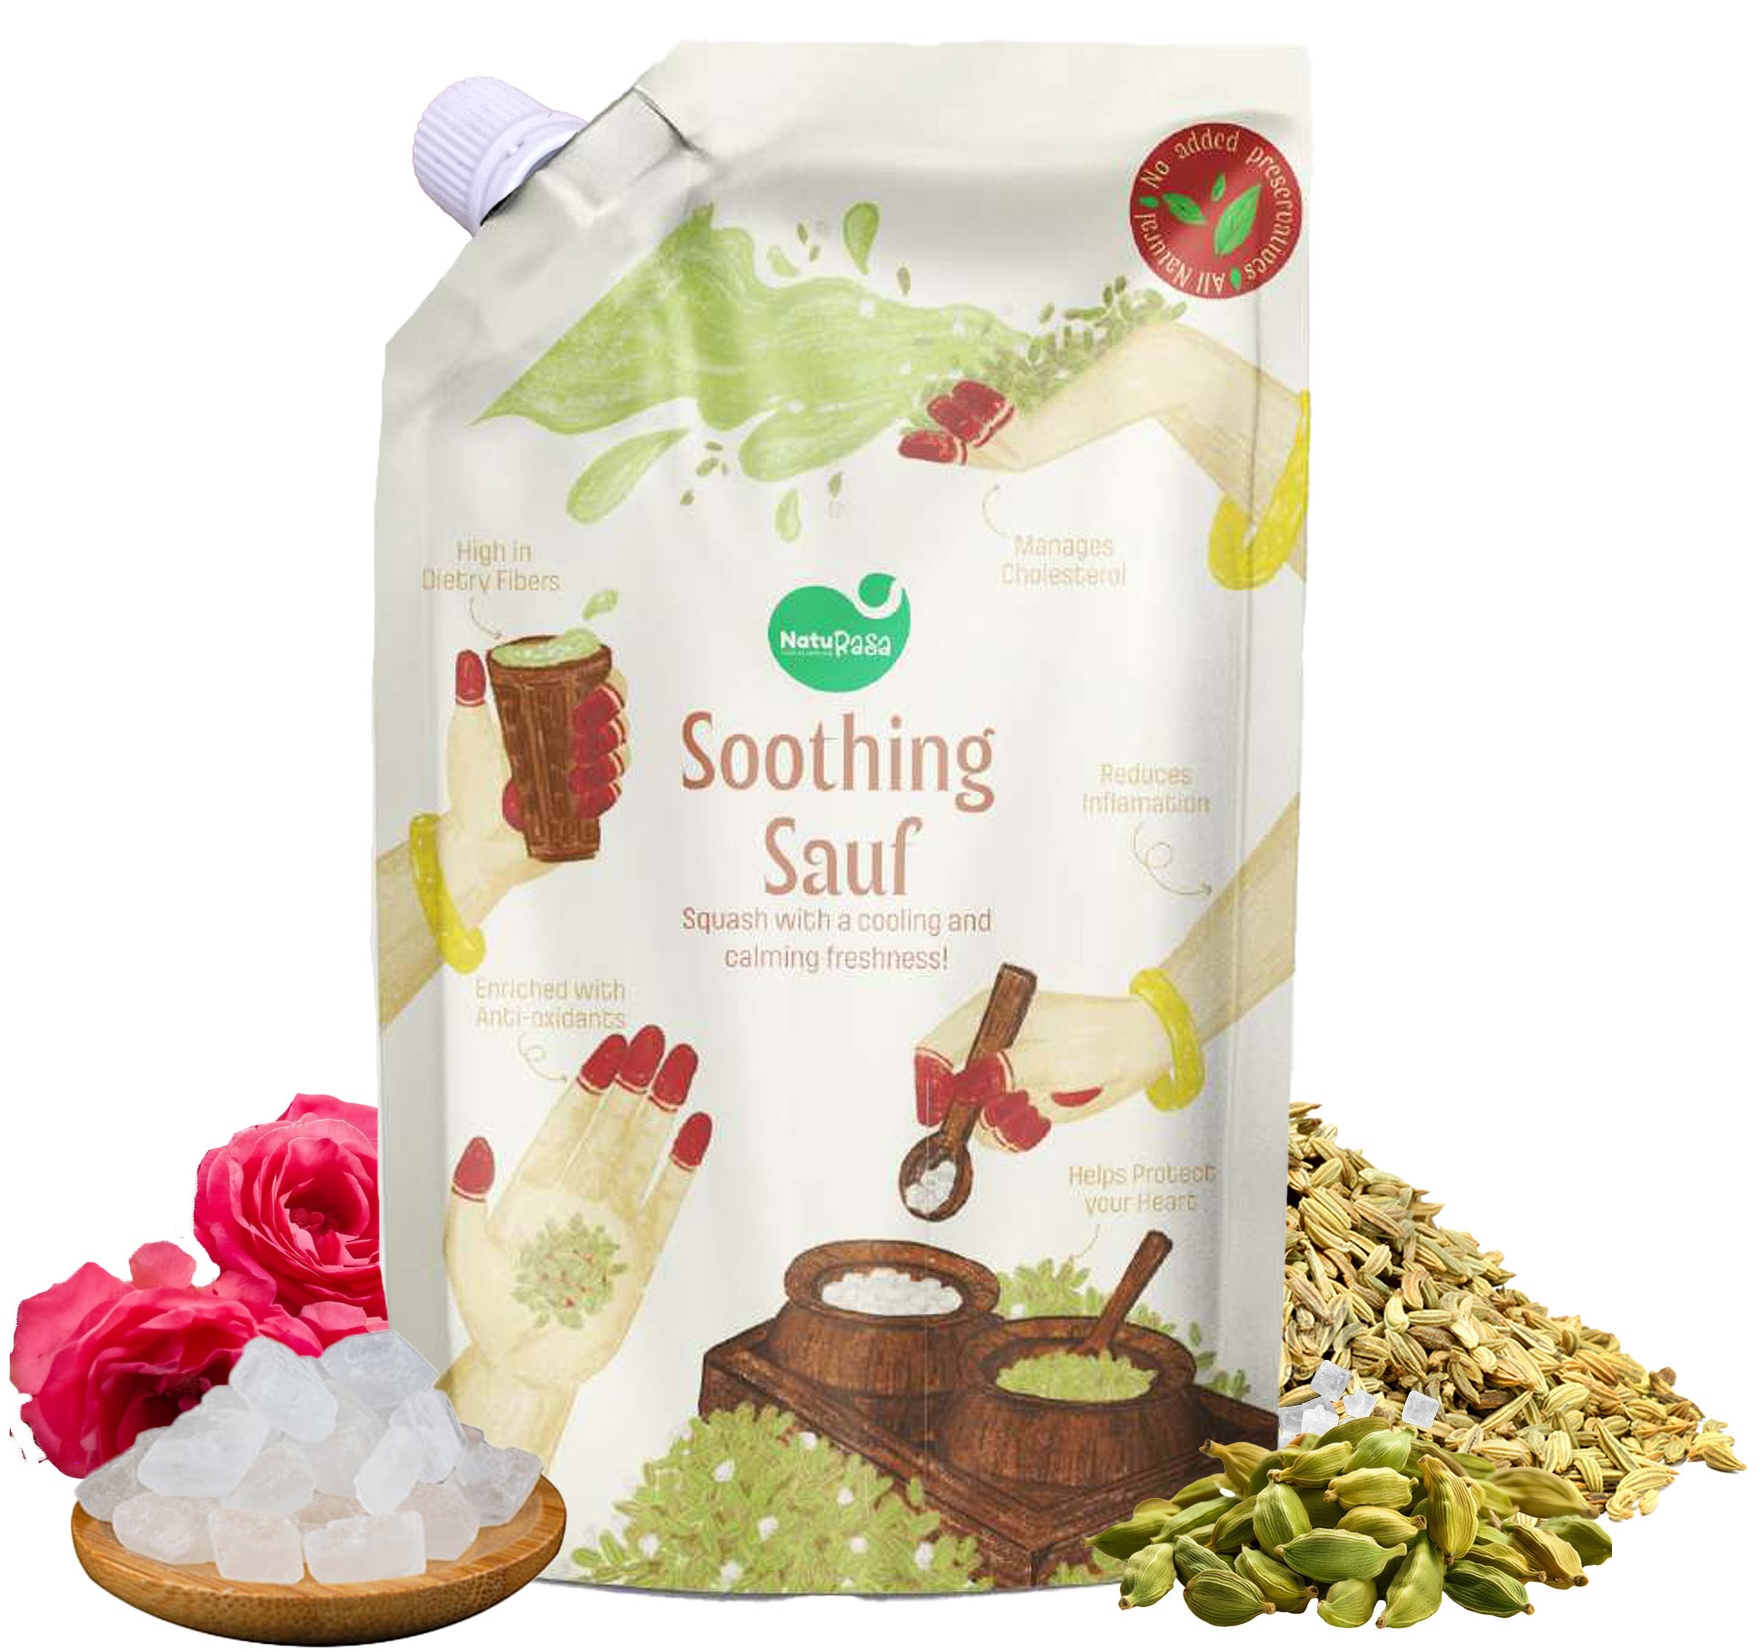 No added preservatives
All Natural
High in
Dietry Fibers
Manages
Cholesterol
NatuRasa
Soothing
Sauf
Squash with a cooling and
calming freshness!
Reduces
Inflamation
Enriched with
Anti-oxidants
Helps Protect
your Heart